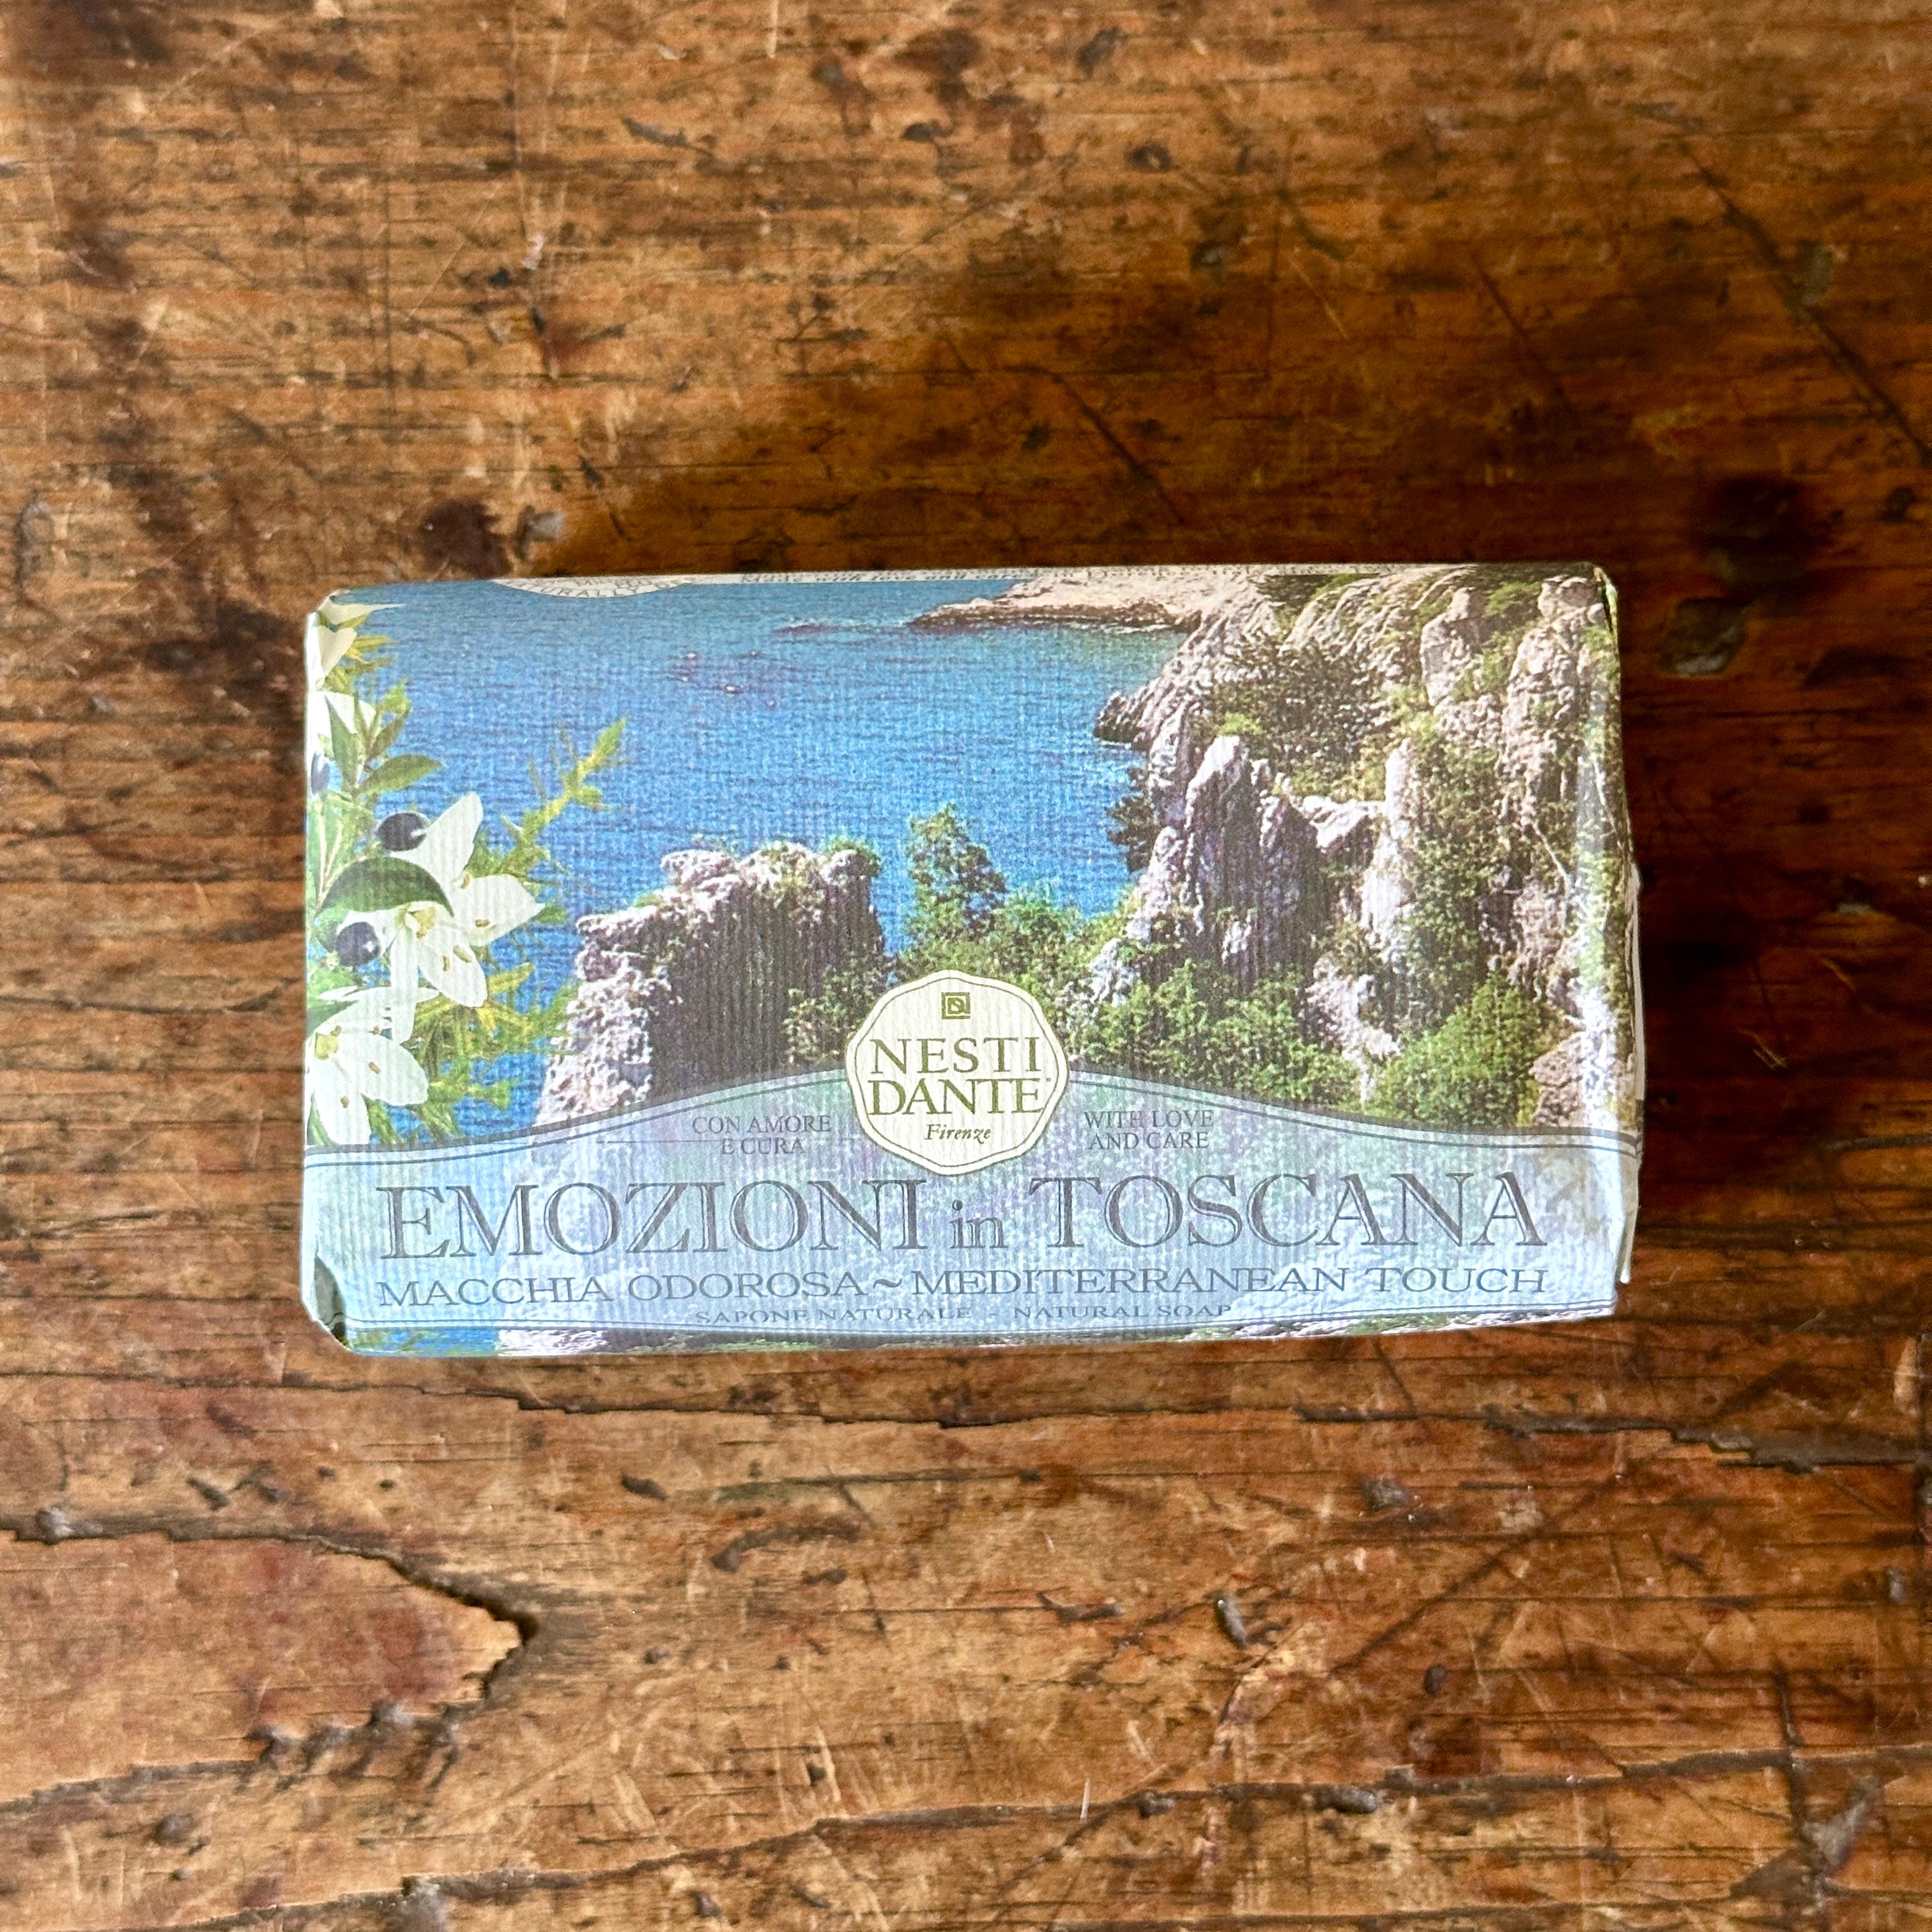 URALLY
NESTI
DANTE
Firenze
CON AMORE
E CURA
WITH LOVE
AND CARE
EMOZIONI in TOSCANA
MACCHIA ODOROSA ~ MEDITERRANEAN TOUCH
SAPONE NATURALE - NATURAL SOAP